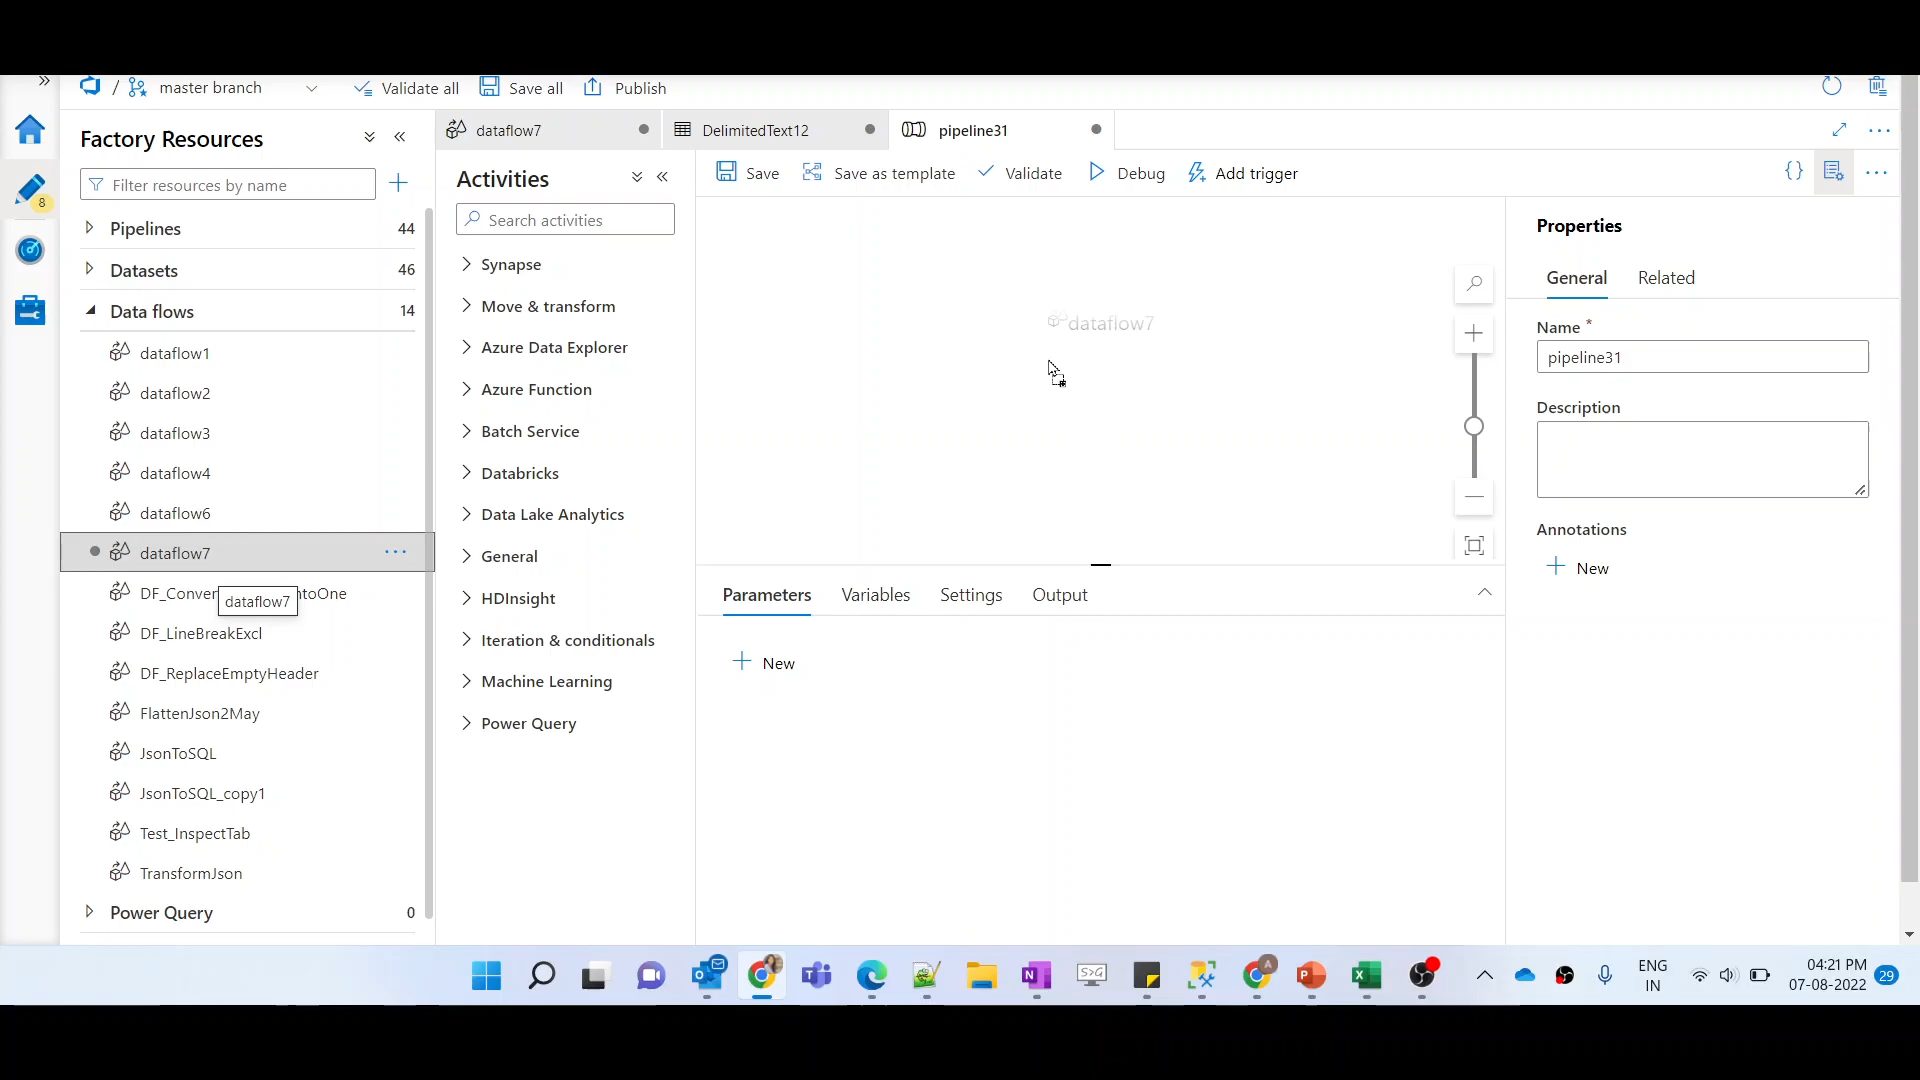 / master branch
Validate all
Save all
Publish
Factory Resources
Filter resources by name
Pipelines 44
Datasets 46
Data flows 14
dataflow1
dataflow2
dataflow3
dataflow4
dataflow6
dataflow7 ...
DF_Conver
ntoOne
dataflow7
DF_LineBreakExcl
DF_ReplaceEmptyHeader
FlattenJson2May
JsonToSQL
JsonToSQL_copy1
Test_InspectTab
TransformJson
Power Query 0
8
dataflow7
DelimitedText12
pipeline31
Activities
Search activities
Synapse
Move & transform
Azure Data Explorer
Azure Function
Batch Service
Databricks
Data Lake Analytics
General
HDInsight
Iteration & conditionals
Machine Learning
Power Query
Save
Save as template
Validate
Debug
Add trigger
{}
dataflow7
Parameters
Variables
Settings
Output
New
Properties
General
Related
Name *
pipeline31
Description
Annotations
New
ENG
IN
04:21 PM
07-08-2022
29